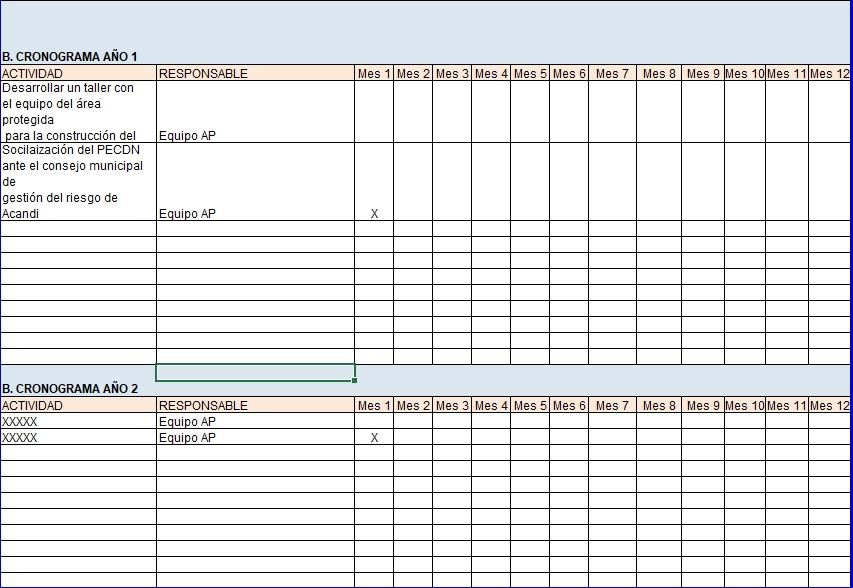 B. CRONOGRAMA AÑO 1
ACTIVIDAD RESPONSABLE Mes 1 Mes 2 Mes 3 Mes 4 Mes 5 Mes 6 Mes 7 Mes 8 Mes 9 Mes 10 Mes 11 Mes 12
Desarrollar un taller con
el equipo del área
protegida
para la construcción del Equipo AP
Socilaización del PECDN
ante el consejo municipal
de
gestión del riesgo de
Acandi Equipo AP X
B. CRONOGRAMA AÑO 2
ACTIVIDAD RESPONSABLE Mes 1 Mes 2 Mes 3 Mes 4 Mes 5 Mes 6 Mes 7 Mes 8 Mes 9 Mes 10 Mes 11 Mes 12
XXXXX Equipo AP
XXXXX Equipo AP X